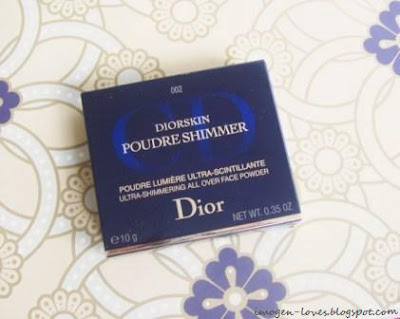 002
DIORSKIN
POUDRE SHIMMER
POUDRE LUMIÈRE ULTRA-SCINTILLANTE
ULTRA-SHIMMERING ALL OVER FACE POWDER
Dior
℮ 10 g NET WT. 0.35 OZ
imogen-loves.blogspot.com